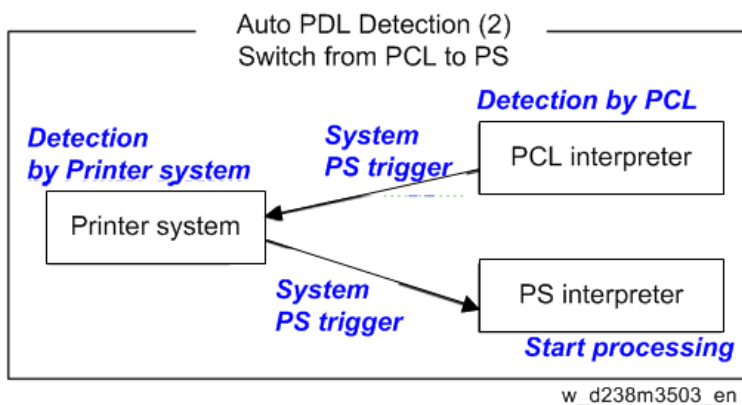 Auto PDL Detection (2)
Switch from PCL to PS
Detection by PCL
Detection
by Printer system
System
PS trigger
PCL interpreter
Printer system
System
PS trigger
PS interpreter
Start processing
w_d238m3503_en